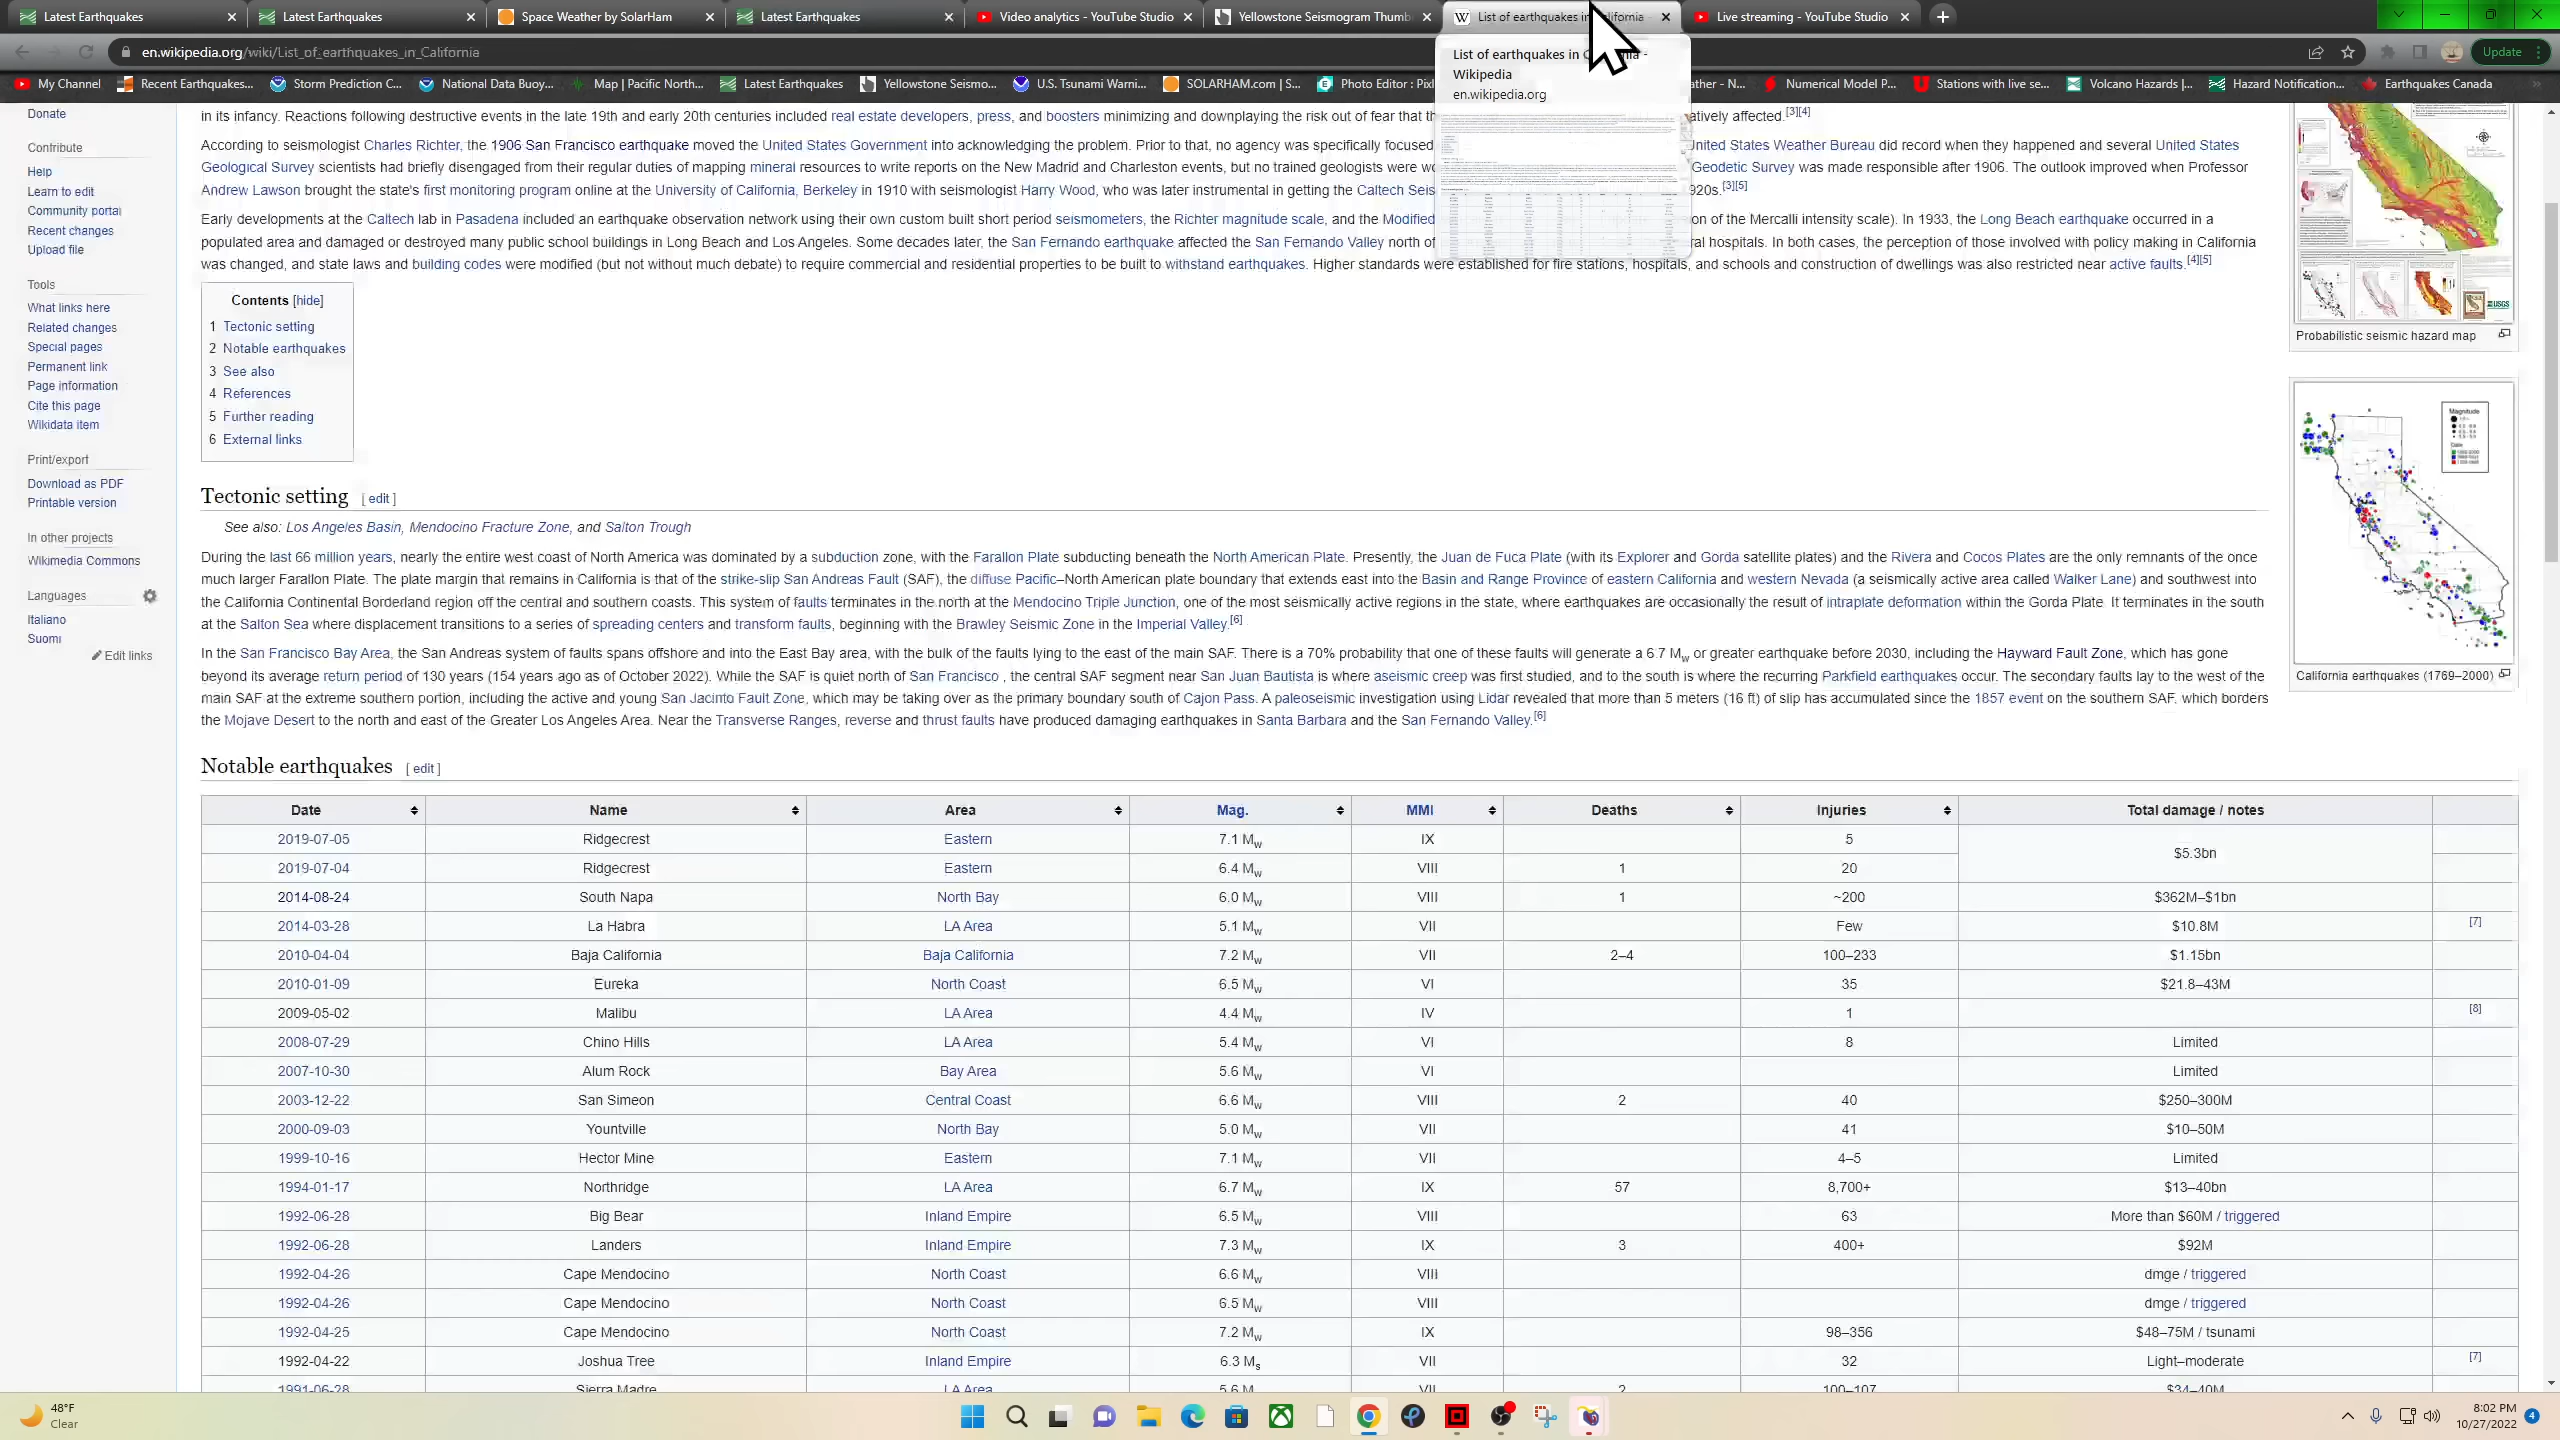 Latest Earthquakes
Latest Earthquakes
Space Weather by SolarHam
Latest Earthquakes
Video analytics - YouTube Studio
Yellowstone Seismogram Thumb
List of earthquakes in California -
Live streaming - YouTube Studio
en.wikipedia.org/wiki/List_of_earthquakes_in_California
Update
My Channel
Recent Earthquakes...
Storm Prediction C...
National Data Buoy...
Map | Pacific North...
Latest Earthquakes
Yellowstone Seismo...
U.S. Tsunami Warni...
SOLARHAM.com | S...
Photo Editor : Pixl
ather - N...
Numerical Model P...
Stations with live se...
Volcano Hazards |...
Hazard Notification...
Earthquakes Canada
List of earthquakes in
Wikipedia
en.wikipedia.org
Donate
Contribute
Help
Learn to edit
Community portal
Recent changes
Upload file
Tools
What links here
Related changes
Special pages
Permanent link
Page information
Cite this page
Wikidata item
Print/export
Download as PDF
Printable version
In other projects
Wikimedia Commons
Languages
Italiano
Suomi
Edit links
in its infancy. Reactions following destructive events in the late 19th and early 20th centuries included real estate developers, press, and boosters minimizing and downplaying the risk out of fear that th atively affected.[3][4]
According to seismologist Charles Richter, the 1906 San Francisco earthquake moved the United States Government into acknowledging the problem. Prior to that, no agency was specifically focused Jnited States Weather Bureau did record when they happened and several United States
Geological Survey scientists had briefly disengaged from their regular duties of mapping mineral resources to write reports on the New Madrid and Charleston events, but no trained geologists were wo Geodetic Survey was made responsible after 1906. The outlook improved when Professor
Andrew Lawson brought the state's first monitoring program online at the University of California, Berkeley in 1910 with seismologist Harry Wood, who was later instrumental in getting the Caltech Seis 920s.[3][5]
Early developments at the Caltech lab in Pasadena included an earthquake observation network using their own custom built short period seismometers, the Richter magnitude scale, and the Modified on of the Mercalli intensity scale). In 1933, the Long Beach earthquake occurred in a
populated area and damaged or destroyed many public school buildings in Long Beach and Los Angeles. Some decades later, the San Fernando earthquake affected the San Fernando Valley north of ral hospitals. In both cases, the perception of those involved with policy making in California
was changed, and state laws and building codes were modified (but not without much debate) to require commercial and residential properties to be built to withstand earthquakes. Higher standards were established for fire stations, hospitals, and schools and construction of dwellings was also restricted near active faults.[4][5]
Contents [hide]
1 Tectonic setting
2 Notable earthquakes
3 See also
4 References
5 Further reading
6 External links
USGS
Probabilistic seismic hazard map
Magnitude
Date
California earthquakes (1769–2000)
Tectonic setting [ edit ]
See also: Los Angeles Basin, Mendocino Fracture Zone, and Salton Trough
During the last 66 million years, nearly the entire west coast of North America was dominated by a subduction zone, with the Farallon Plate subducting beneath the North American Plate. Presently, the Juan de Fuca Plate (with its Explorer and Gorda satellite plates) and the Rivera and Cocos Plates are the only remnants of the once
much larger Farallon Plate. The plate margin that remains in California is that of the strike-slip San Andreas Fault (SAF), the diffuse Pacific–North American plate boundary that extends east into the Basin and Range Province of eastern California and western Nevada (a seismically active area called Walker Lane) and southwest into
the California Continental Borderland region off the central and southern coasts. This system of faults terminates in the north at the Mendocino Triple Junction, one of the most seismically active regions in the state, where earthquakes are occasionally the result of intraplate deformation within the Gorda Plate. It terminates in the south
at the Salton Sea where displacement transitions to a series of spreading centers and transform faults, beginning with the Brawley Seismic Zone in the Imperial Valley.[6]
In the San Francisco Bay Area, the San Andreas system of faults spans offshore and into the East Bay area, with the bulk of the faults lying to the east of the main SAF. There is a 70% probability that one of these faults will generate a 6.7 Mw or greater earthquake before 2030, including the Hayward Fault Zone, which has gone
beyond its average return period of 130 years (154 years ago as of October 2022). While the SAF is quiet north of San Francisco , the central SAF segment near San Juan Bautista is where aseismic creep was first studied, and to the south is where the recurring Parkfield earthquakes occur. The secondary faults lay to the west of the
main SAF at the extreme southern portion, including the active and young San Jacinto Fault Zone, which may be taking over as the primary boundary south of Cajon Pass. A paleoseismic investigation using Lidar revealed that more than 5 meters (16 ft) of slip has accumulated since the 1857 event on the southern SAF, which borders
the Mojave Desert to the north and east of the Greater Los Angeles Area. Near the Transverse Ranges, reverse and thrust faults have produced damaging earthquakes in Santa Barbara and the San Fernando Valley.[6]
Notable earthquakes [ edit ]
Date Name Area Mag. MMI Deaths Injuries Total damage / notes
2019-07-05 Ridgecrest Eastern 7.1 Mw IX 5 $5.3bn
2019-07-04 Ridgecrest Eastern 6.4 Mw VIII 1 20
2014-08-24 South Napa North Bay 6.0 Mw VIII 1 ~200 $362M–$1bn
2014-03-28 La Habra LA Area 5.1 Mw VII Few $10.8M [7]
2010-04-04 Baja California Baja California 7.2 Mw VII 2–4 100–233 $1.15bn
2010-01-09 Eureka North Coast 6.5 Mw VI 35 $21.8–43M
2009-05-02 Malibu LA Area 4.4 Mw IV 1 [8]
2008-07-29 Chino Hills LA Area 5.4 Mw VI 8 Limited
2007-10-30 Alum Rock Bay Area 5.6 Mw VI Limited
2003-12-22 San Simeon Central Coast 6.6 Mw VIII 2 40 $250–300M
2000-09-03 Yountville North Bay 5.0 Mw VII 41 $10–50M
1999-10-16 Hector Mine Eastern 7.1 Mw VII 4–5 Limited
1994-01-17 Northridge LA Area 6.7 Mw IX 57 8,700+ $13–40bn
1992-06-28 Big Bear Inland Empire 6.5 Mw VIII 63 More than $60M / triggered
1992-06-28 Landers Inland Empire 7.3 Mw IX 3 400+ $92M
1992-04-26 Cape Mendocino North Coast 6.6 Mw VIII dmge / triggered
1992-04-26 Cape Mendocino North Coast 6.5 Mw VIII dmge / triggered
1992-04-25 Cape Mendocino North Coast 7.2 Mw IX 98–356 $48–75M / tsunami
1992-04-22 Joshua Tree Inland Empire 6.3 Ms VII 32 Light–moderate [7]
1991-06-28 Sierra Madre LA Area 5.6 M VII 2 100–107 $34–40M
48°F
Clear
8:02 PM
10/27/2022
4